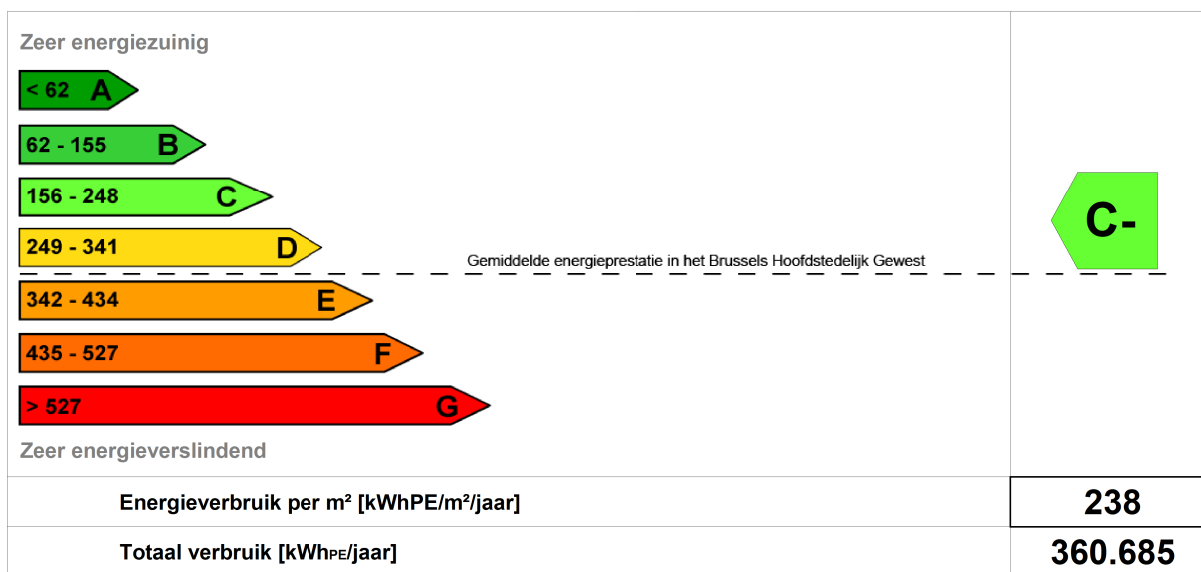 Zeer energiezuinig
< 62 A
62 - 155 B
156 - 248 C
C-
249 - 341 D
Gemiddelde energieprestatie in het Brussels Hoofdstedelijk Gewest
342 - 434 E
435 - 527 F
> 527 G
Zeer energieverslindend
Energieverbruik per m² [kWhPE/m²/jaar] 238
Totaal verbruik [kWhPE/jaar] 360.685